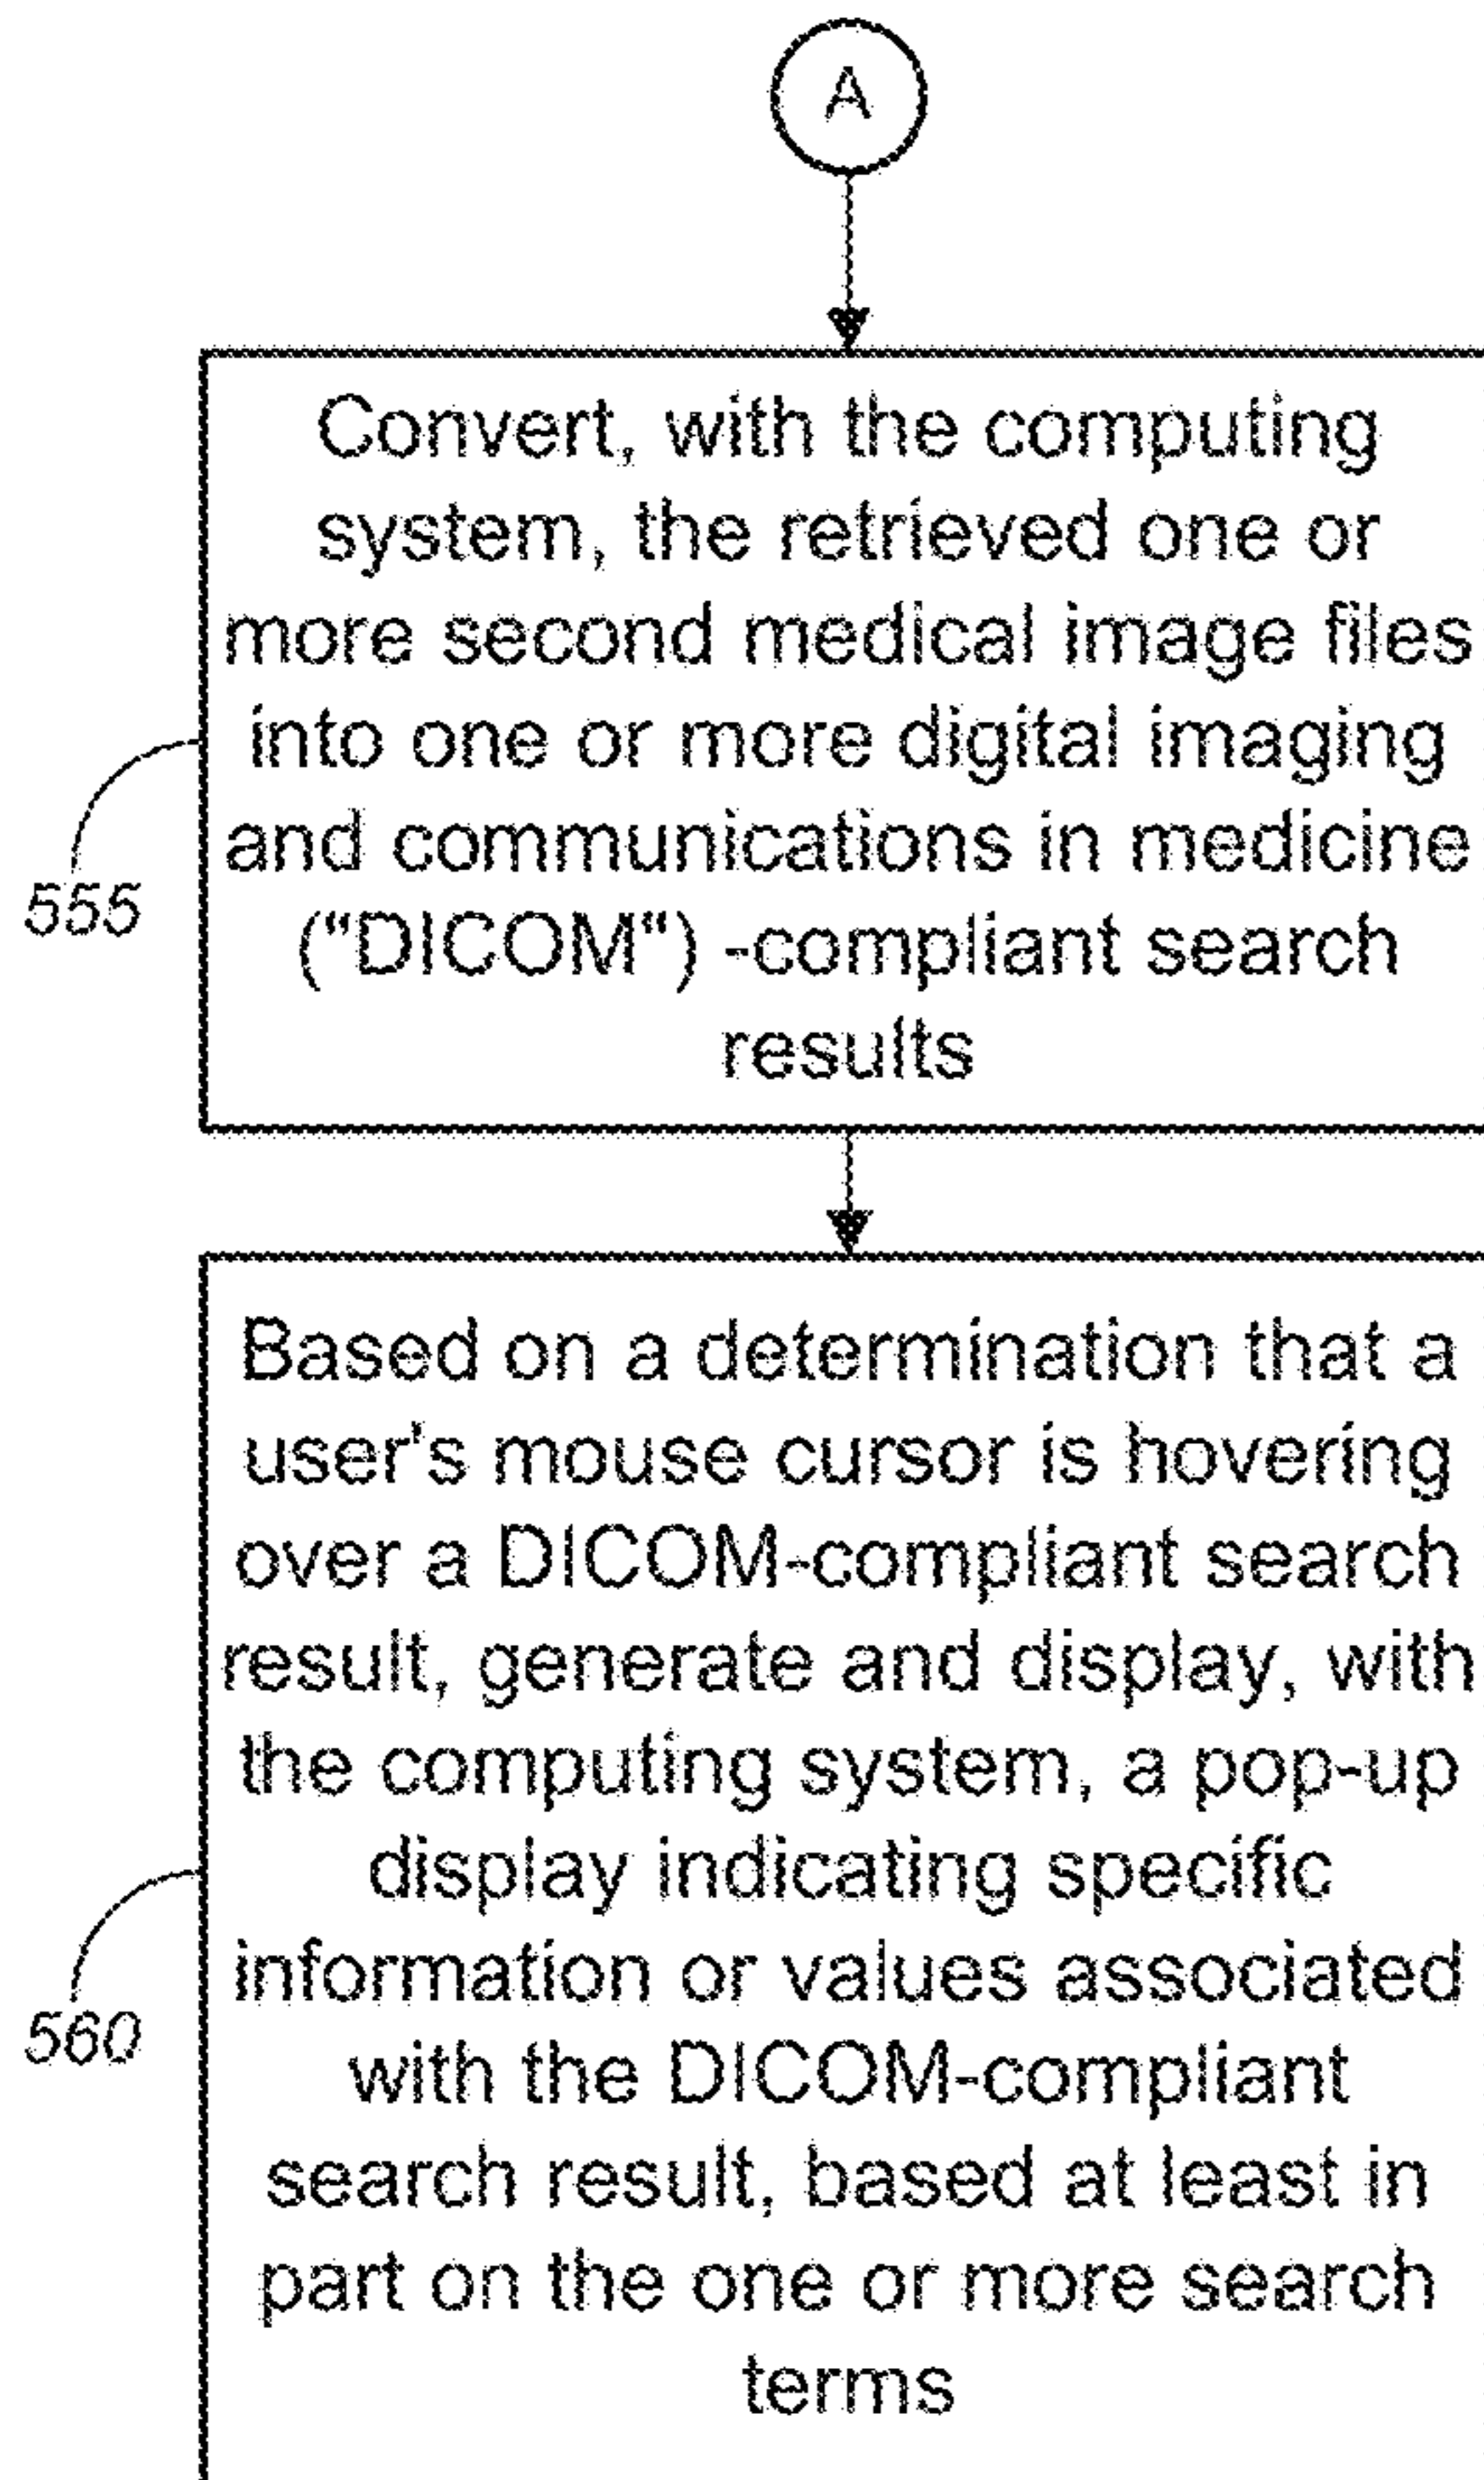 A
Convert, with the computing
system, the retrieved one or
more second medical image files
into one or more digital imaging
and communications in medicine
("DICOM") -compliant search
results
555
Based on a determination that a
user's mouse cursor is hovering
over a DICOM-compliant search
result, generate and display, with
the computing system, a pop-up
display indicating specific
information or values associated
with the DICOM-compliant
search result, based at least in
part on the one or more search
terms
560